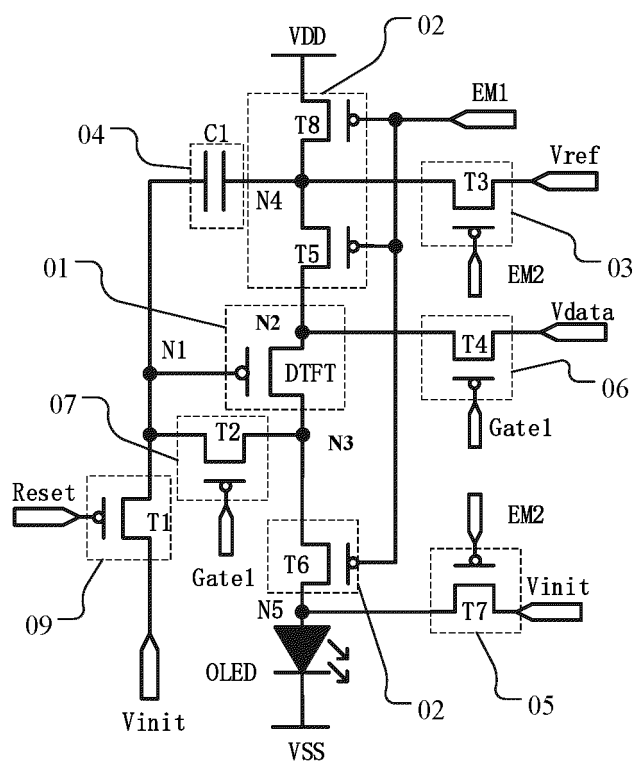 VDD
02
EM1
04
C1
T8
Vref
N4
T3
T5
03
01
EM2
N2
Vdata
N1
DTFT
T4
06
07
T2
N3
Gate1
Reset
T1
EM2
Gate1
T6
Vinit
09
N5
T7
OLED
02
05
Vinit
VSS